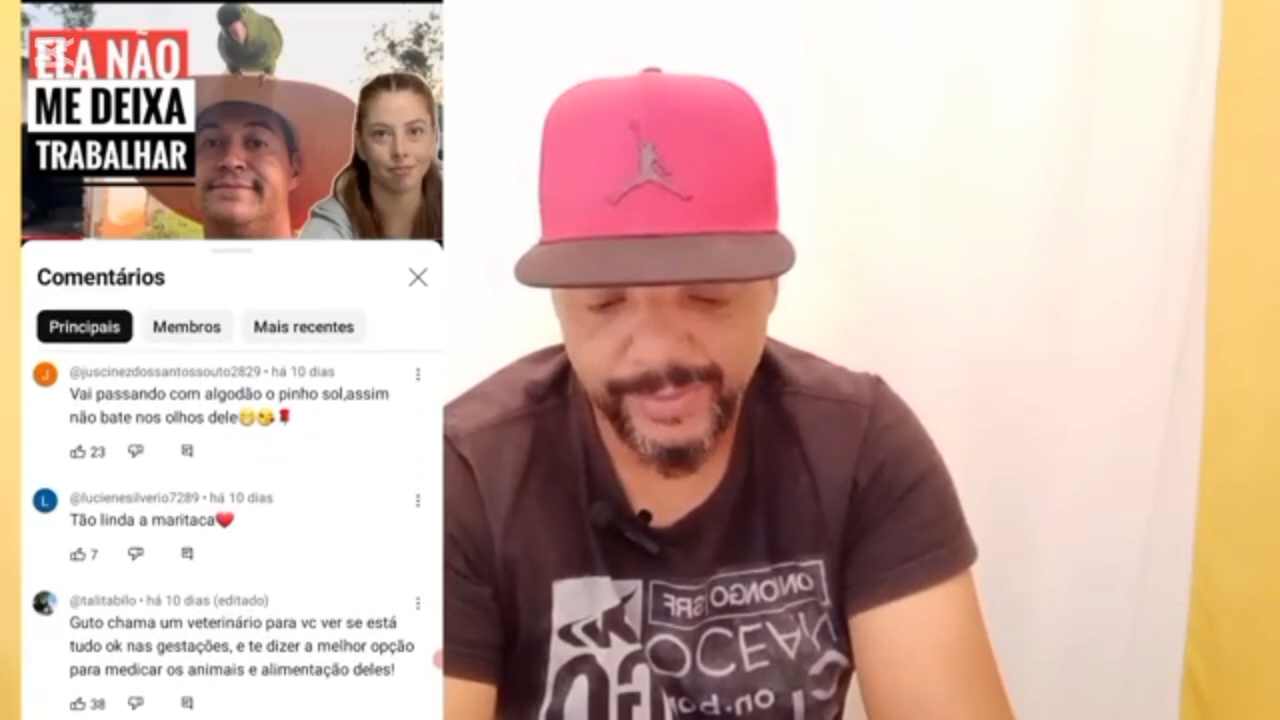 ELA NÃO
ME DEIXA
TRABALHAR
Comentários
Principais
Membros
Mais recentes
@juscinezdossantossouto2829 • há 10 dias
Vai passando com algodão o pinho sol,assim
não bate nos olhos dele😁😘🌹
23
@lucienesilverio7289 • há 10 dias
Tão linda a maritaca❤️
7
@talitabilo • há 10 dias (editado)
Guto chama um veterinário para vc ver se está
tudo ok nas gestações, e te dizer a melhor opção
para medicar os animais e alimentação deles!
38
ONGONGO
OCEAN